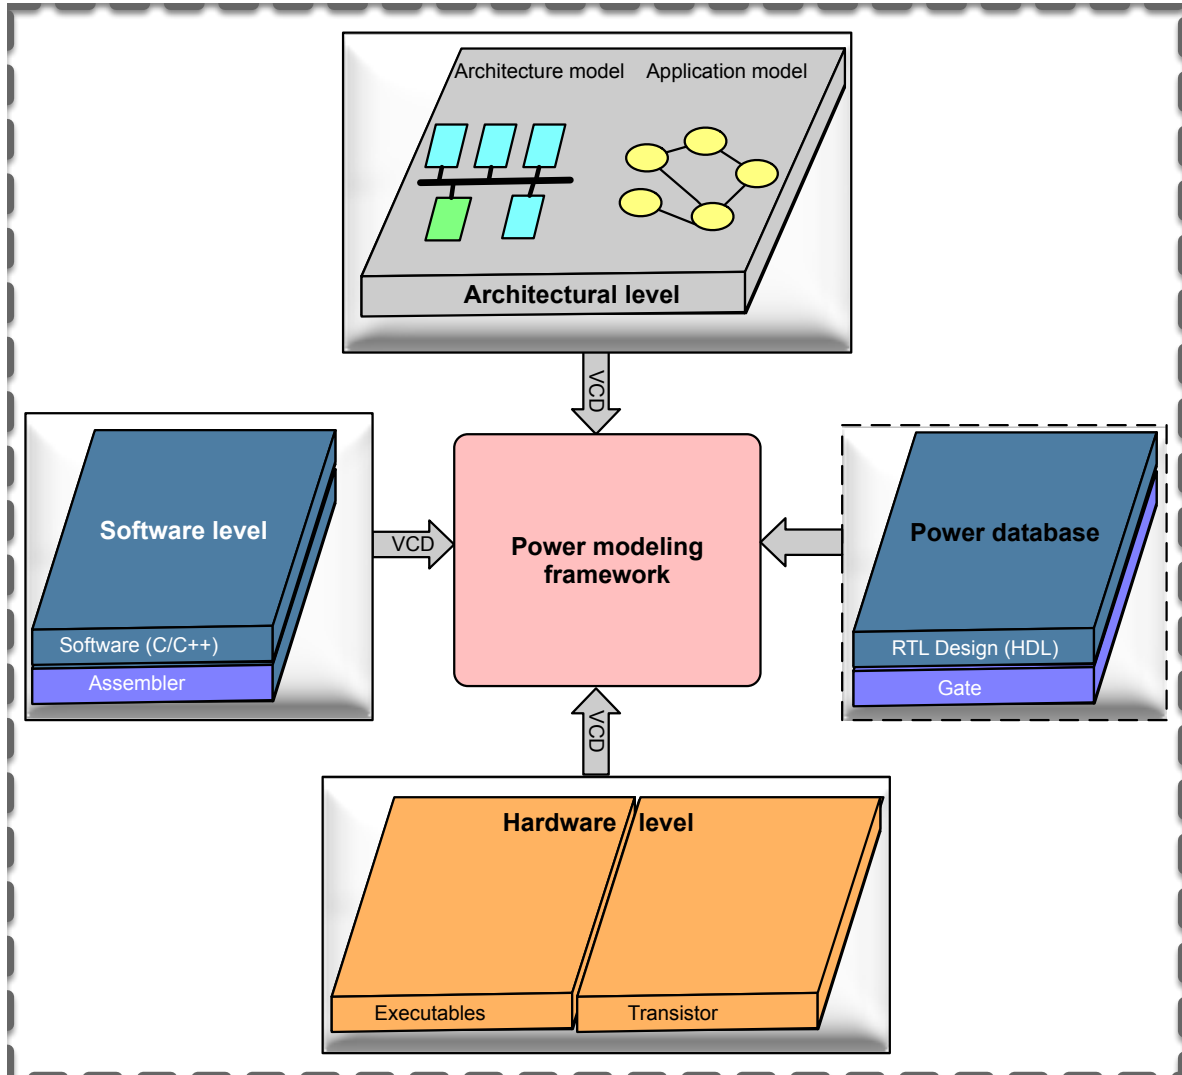 Architecture model
Application model
Architectural level
VCD
Software level
Software (C/C++)
Assembler
VCD
Power modeling
framework
Power database
RTL Design (HDL)
Gate
VCD
Hardware level
Executables
Transistor